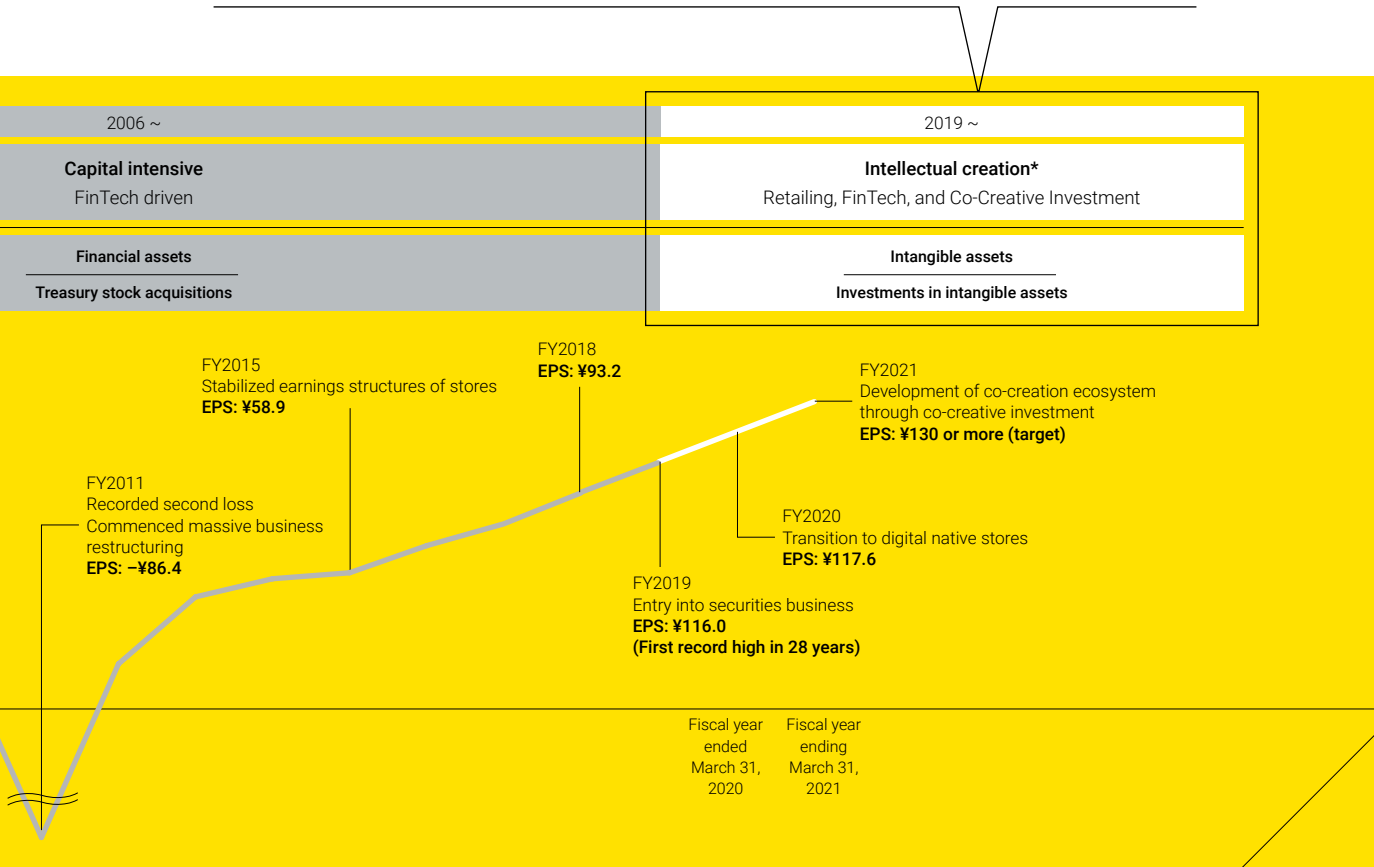 2006 ~
Capital intensive
FinTech driven
Financial assets
Treasury stock acquisitions
2019 ~
Intellectual creation*
Retailing, FinTech, and Co-Creative Investment
Intangible assets
Investments in intangible assets
FY2011
Recorded second loss
Commenced massive business
restructuring
EPS: –¥86.4
FY2015
Stabilized earnings structures of stores
EPS: ¥58.9
FY2018
EPS: ¥93.2
FY2019
Entry into securities business
EPS: ¥116.0
(First record high in 28 years)
FY2020
Transition to digital native stores
EPS: ¥117.6
FY2021
Development of co-creation ecosystem
through co-creative investment
EPS: ¥130 or more (target)
Fiscal year
ended
March 31,
2020
Fiscal year
ending
March 31,
2021